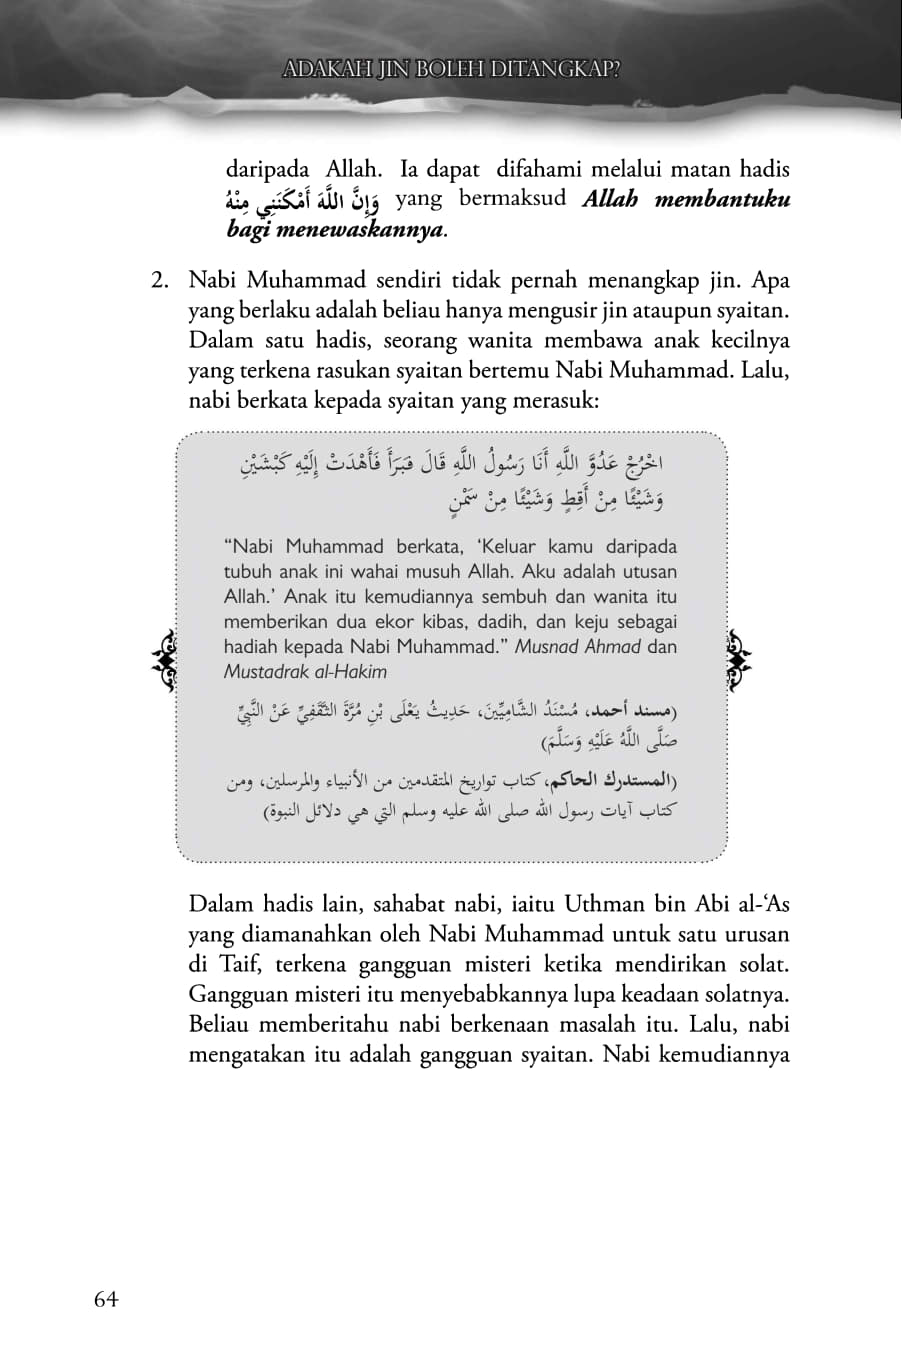 ADAKAH JIN BOLEH DITANGKAP?
daripada Allah. Ia dapat difahami melalui matan hadis
وَإِنَّ اللَّهَ أَمْكَنَنِي مِنْهُ yang bermaksud Allah membantuku
bagi menewaskannya.
2. Nabi Muhammad sendiri tidak pernah menangkap jin. Apa
yang berlaku adalah beliau hanya mengusir jin ataupun syaitan.
Dalam satu hadis, seorang wanita membawa anak kecilnya
yang terkena rasukan syaitan bertemu Nabi Muhammad. Lalu,
nabi berkata kepada syaitan yang merasuk:
اخْرُجْ عَدُوَّ اللَّهِ أَنَا رَسُولُ اللَّهِ قَالَ فَبَرَأَ فَأَهْدَتْ إِلَيْهِ كَبْشَيْنِ
وَشَيْئًا مِنْ أَقِطٍ وَشَيْئًا مِنْ سَمْنٍ
“Nabi Muhammad berkata, ‘Keluar kamu daripada
tubuh anak ini wahai musuh Allah. Aku adalah utusan
Allah.’ Anak itu kemudiannya sembuh dan wanita itu
memberikan dua ekor kibas, dadih, dan keju sebagai
hadiah kepada Nabi Muhammad.” Musnad Ahmad dan
Mustadrak al-Hakim
(مسند أحمد، مُسْنَدُ الشَّامِيِّينَ، حَدِيثُ يَعْلَى بْنِ مُرَّةَ الثَّقَفِيِّ عَنْ النَّبِيِّ
صَلَّى اللَّهُ عَلَيْهِ وَسَلَّمَ)
(المستدرك الحاكم، كتاب تواريخ المتقدمين من الأنبياء والمرسلين، ومن
كتاب آيات رسول الله صلى الله عليه وسلم التي هي دلائل النبوة)
Dalam hadis lain, sahabat nabi, iaitu Uthman bin Abi al-‘As
yang diamanahkan oleh Nabi Muhammad untuk satu urusan
di Taif, terkena gangguan misteri ketika mendirikan solat.
Gangguan misteri itu menyebabkannya lupa keadaan solatnya.
Beliau memberitahu nabi berkenaan masalah itu. Lalu, nabi
mengatakan itu adalah gangguan syaitan. Nabi kemudiannya
64